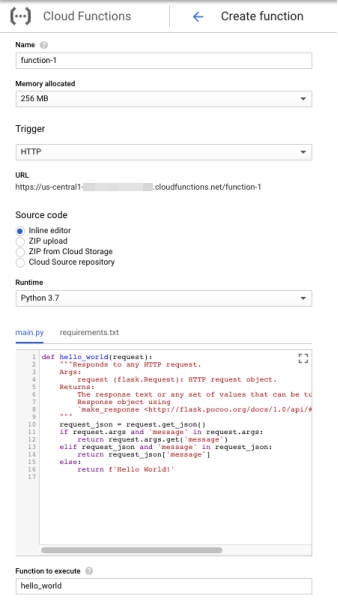 Cloud Functions
Create function
Name
function-1
Memory allocated
256 MB
Trigger
HTTP
URL
https://us-central1- .cloudfunctions.net/function-1
Source code
Inline editor
ZIP upload
ZIP from Cloud Storage
Cloud Source repository
Runtime
Python 3.7
main.py requirements.txt
1 def hello_world(request):
2 """Responds to any HTTP request.
3 Args:
4 request (flask.Request): HTTP request object.
5 Returns:
6 The response text or any set of values that can be tu
7 Response object using
8 `make_response <http://flask.pocoo.org/docs/1.0/api/#
9 """
10 request_json = request.get_json()
11 if request.args and 'message' in request.args:
12 return request.args.get('message')
13 elif request_json and 'message' in request_json:
14 return request_json['message']
15 else:
16 return f'Hello World!'
17
Function to execute
hello_world